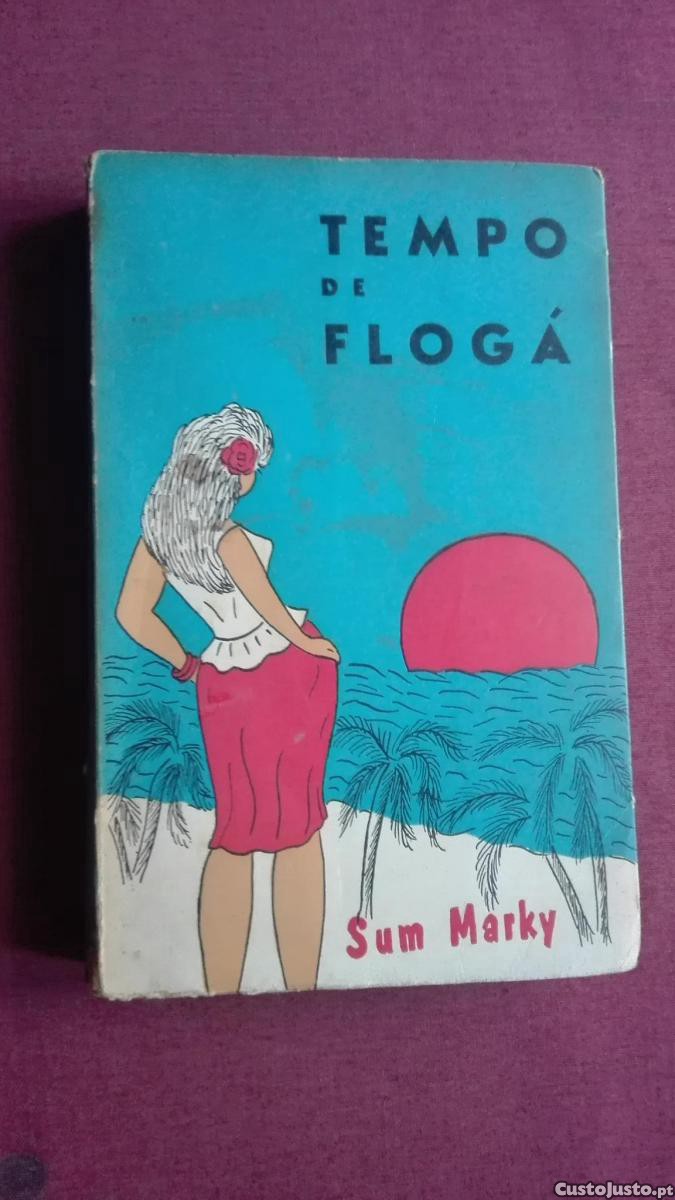 TEMPO
DE
FLOGÁ
Sum Marky
CustoJusto.pt